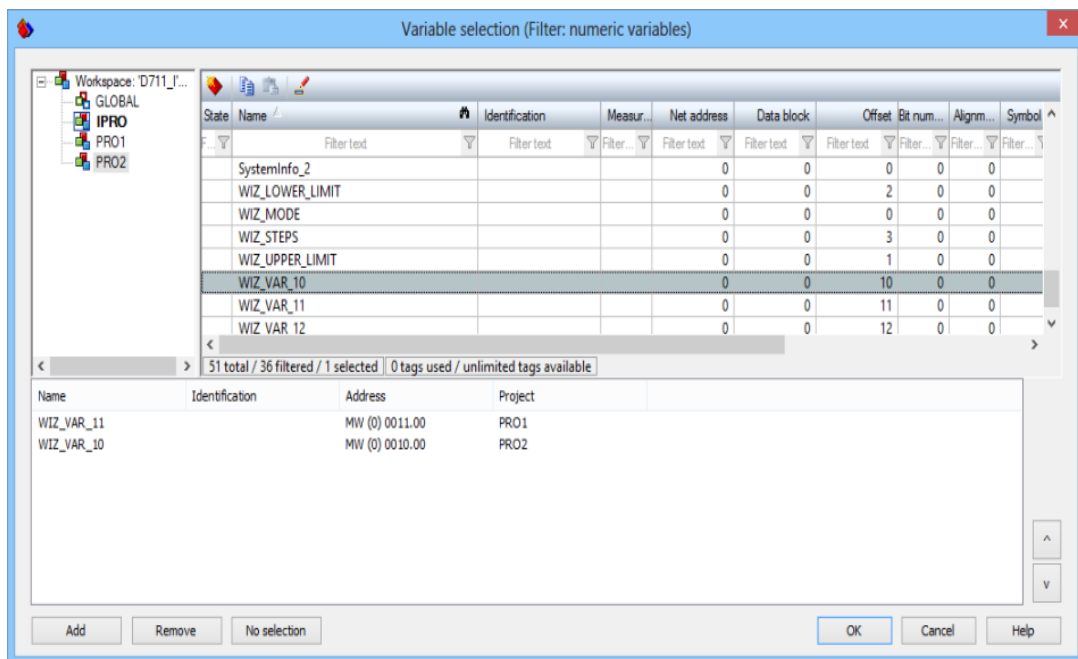 Variable selection (Filter: numeric variables)
x
Workspace: 'D711_I'...
GLOBAL
IPRO
PRO1
PRO2
State Name Identification Measur... Net address Data block Offset Bit num... Alignm... Symbol
F... Filter text Filter text Filter... Filter text Filter text Filter text Filter... Filter... Filter...
SystemInfo_2 0 0 0 0 0
WIZ_LOWER_LIMIT 0 0 2 0 0
WIZ_MODE 0 0 0 0 0
WIZ_STEPS 0 0 3 0 0
WIZ_UPPER_LIMIT 0 0 1 0 0
WIZ_VAR_10 0 0 10 0 0
WIZ_VAR_11 0 0 11 0 0
WIZ_VAR_12 0 0 12 0 0
51 total / 36 filtered / 1 selected 0 tags used / unlimited tags available
Name Identification Address Project
WIZ_VAR_11 MW (0) 0011.00 PRO1
WIZ_VAR_10 MW (0) 0010.00 PRO2
Add Remove No selection OK Cancel Help